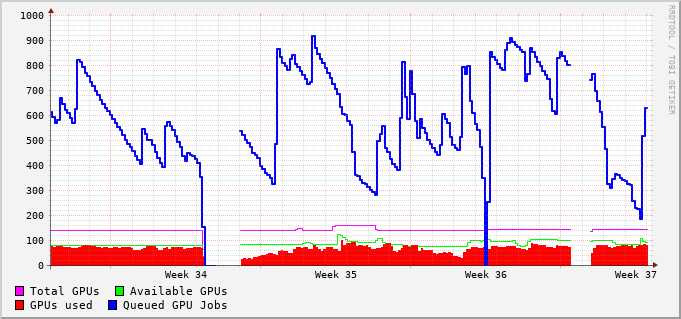 1000
900
800
700
600
500
400
300
200
100
0
Week 34 Week 35 Week 36 Week 37
Total GPUs Available GPUs
GPUs used Queued GPU Jobs
RRDTOOL / TOBI OETIKER